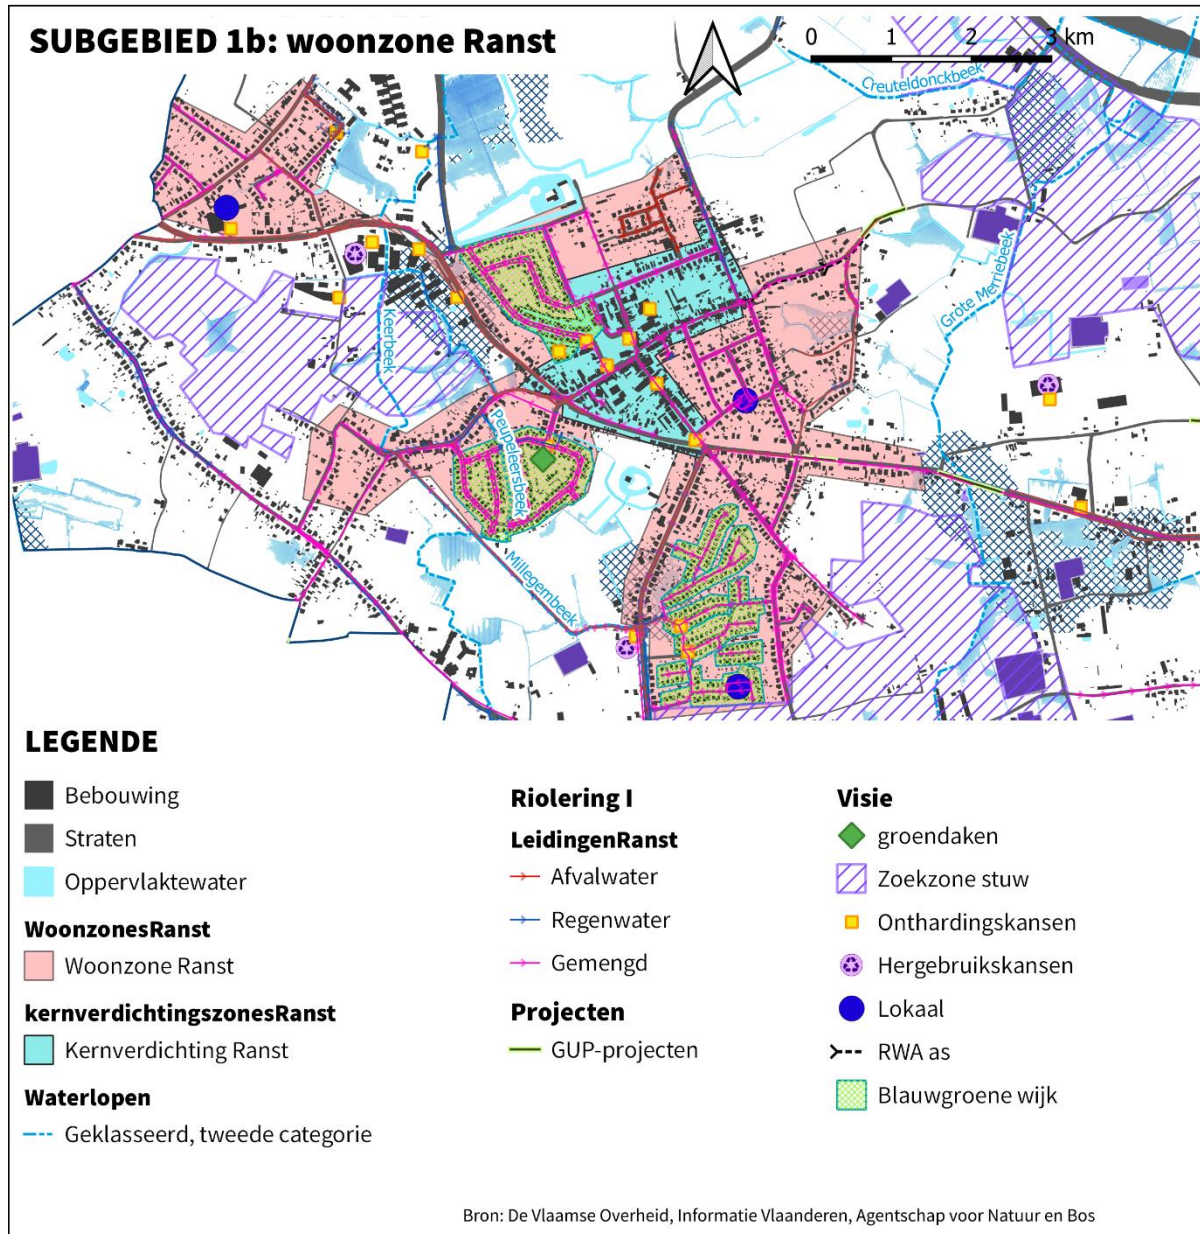 SUBGEBIED 1b: woonzone Ranst
0 1 2 3 km
Creuteldonckbeek
Grote Merriebeek
Keerbeek
Peupeleersbeek
Millegembeek
LEGENDE
Bebouwing
Straten
Oppervlaktewater
WoonzonesRanst
Woonzone Ranst
kernverdichtingszonesRanst
Kernverdichting Ranst
Waterlopen
Geklasseerd, tweede categorie
Riolering I
LeidingenRanst
Afvalwater
Regenwater
Gemengd
Projecten
GUP-projecten
Visie
groendaken
Zoekzone stuw
Onthardingskansen
Hergebruikskansen
Lokaal
RWA as
Blauwgroene wijk
Bron: De Vlaamse Overheid, Informatie Vlaanderen, Agentschap voor Natuur en Bos